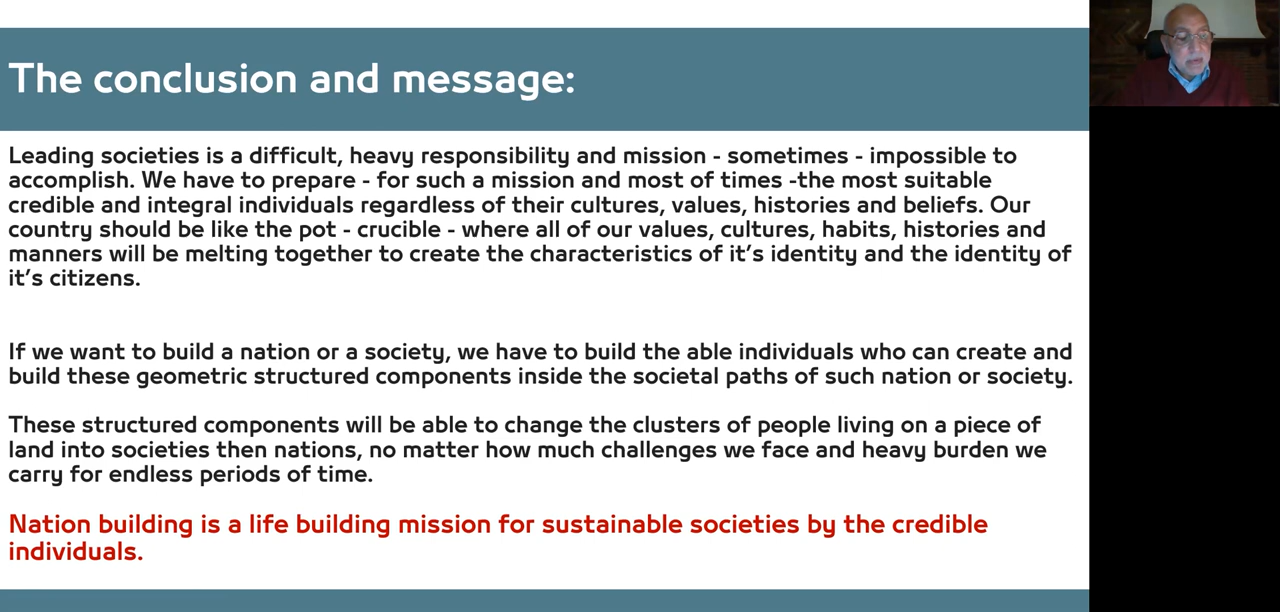 The conclusion and message:
Leading societies is a difficult, heavy responsibility and mission - sometimes - impossible to
accomplish. We have to prepare - for such a mission and most of times -the most suitable
credible and integral individuals regardless of their cultures, values, histories and beliefs. Our
country should be like the pot - crucible - where all of our values, cultures, habits, histories and
manners will be melting together to create the characteristics of it's identity and the identity of
it's citizens.
If we want to build a nation or a society, we have to build the able individuals who can create and
build these geometric structured components inside the societal paths of such nation or society.
These structured components will be able to change the clusters of people living on a piece of
land into societies then nations, no matter how much challenges we face and heavy burden we
carry for endless periods of time.
Nation building is a life building mission for sustainable societies by the credible
individuals.